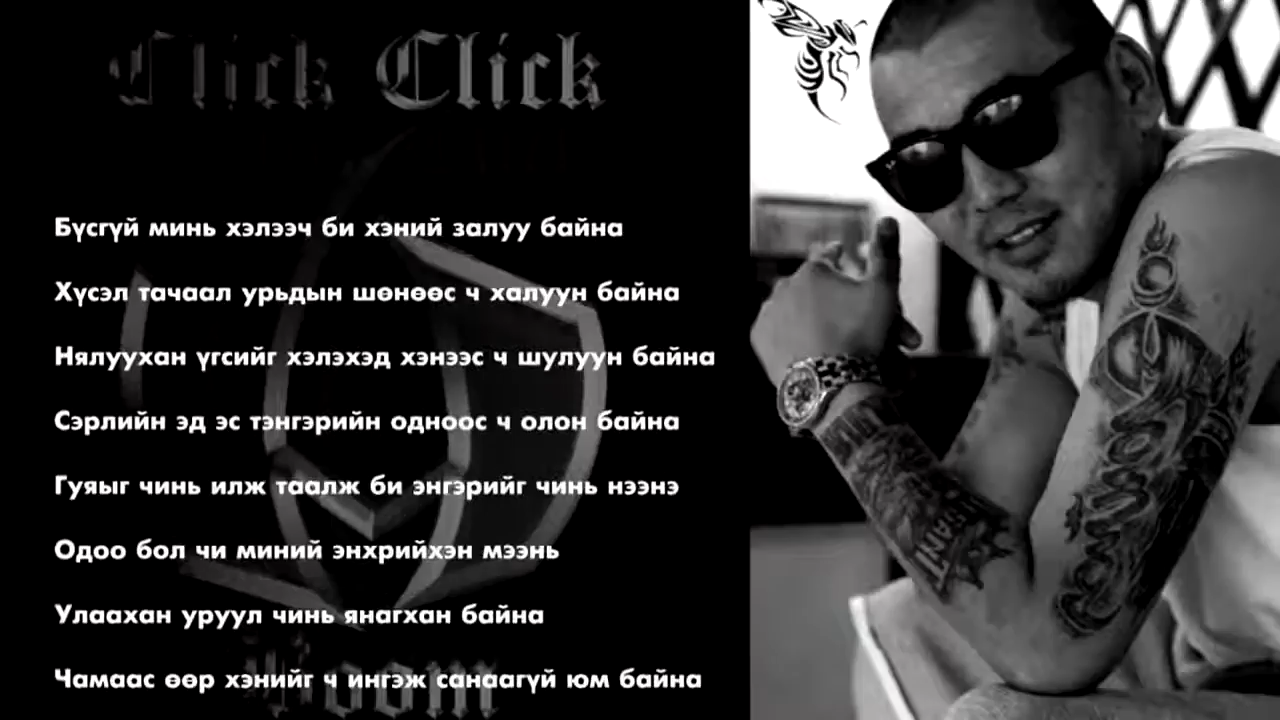 Click Click
Бүсгүй минь хэлээч би хэний залуу байна
Хүсэл тачаал урьдын шөнөөс ч халуун байна
Нялуухан үгсийг хэлэхэд хэнээс ч шулуун байна
Сэрлийн эд эс тэнгэрийн одноос ч олон байна
Гуяыг чинь илж таалж би энгэрийг чинь нээнэ
Одоо бол чи миний энхрийхэн мээнь
Улаахан уруул чинь янагхан байна
Boom
Чамаас өөр хэнийг ч ингэж санаагүй юм байна